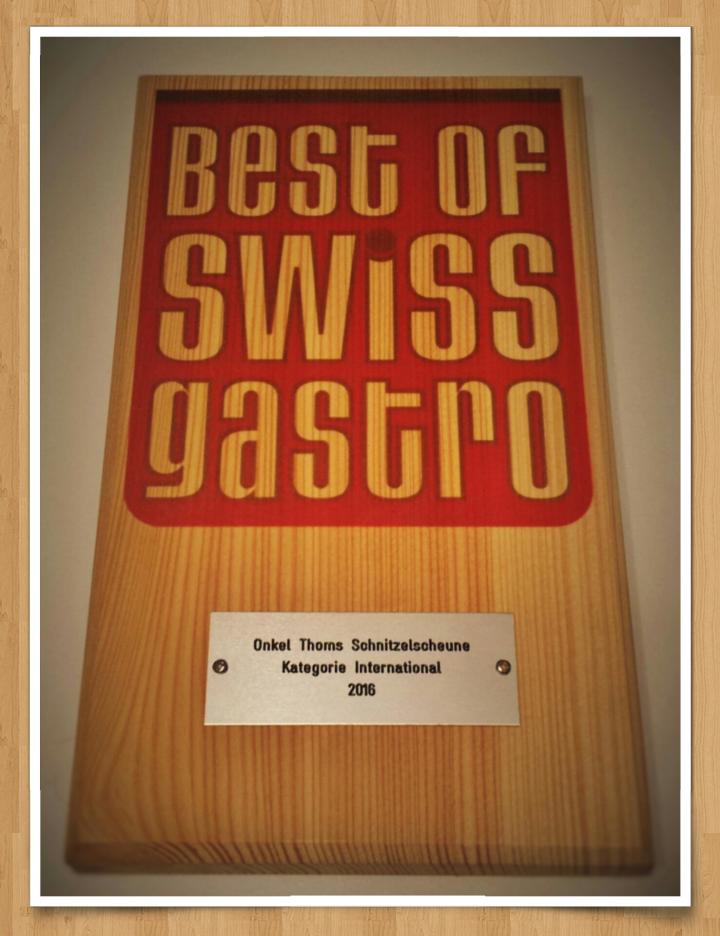 Best of
swiss
gastro
Onkel Thoms Schnitzelscheune
Kategorie International
2016